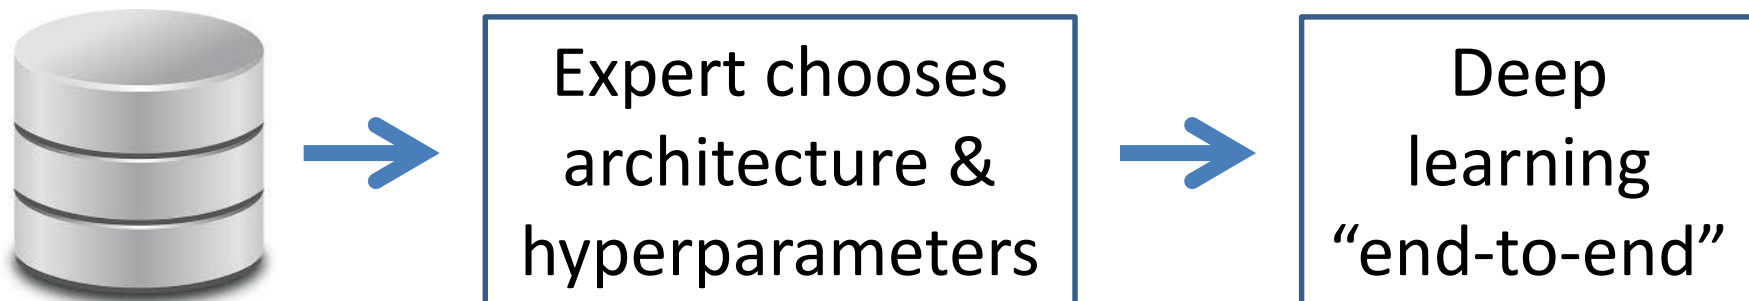 Expert chooses
architecture &
hyperparameters
Deep
learning
“end-to-end”